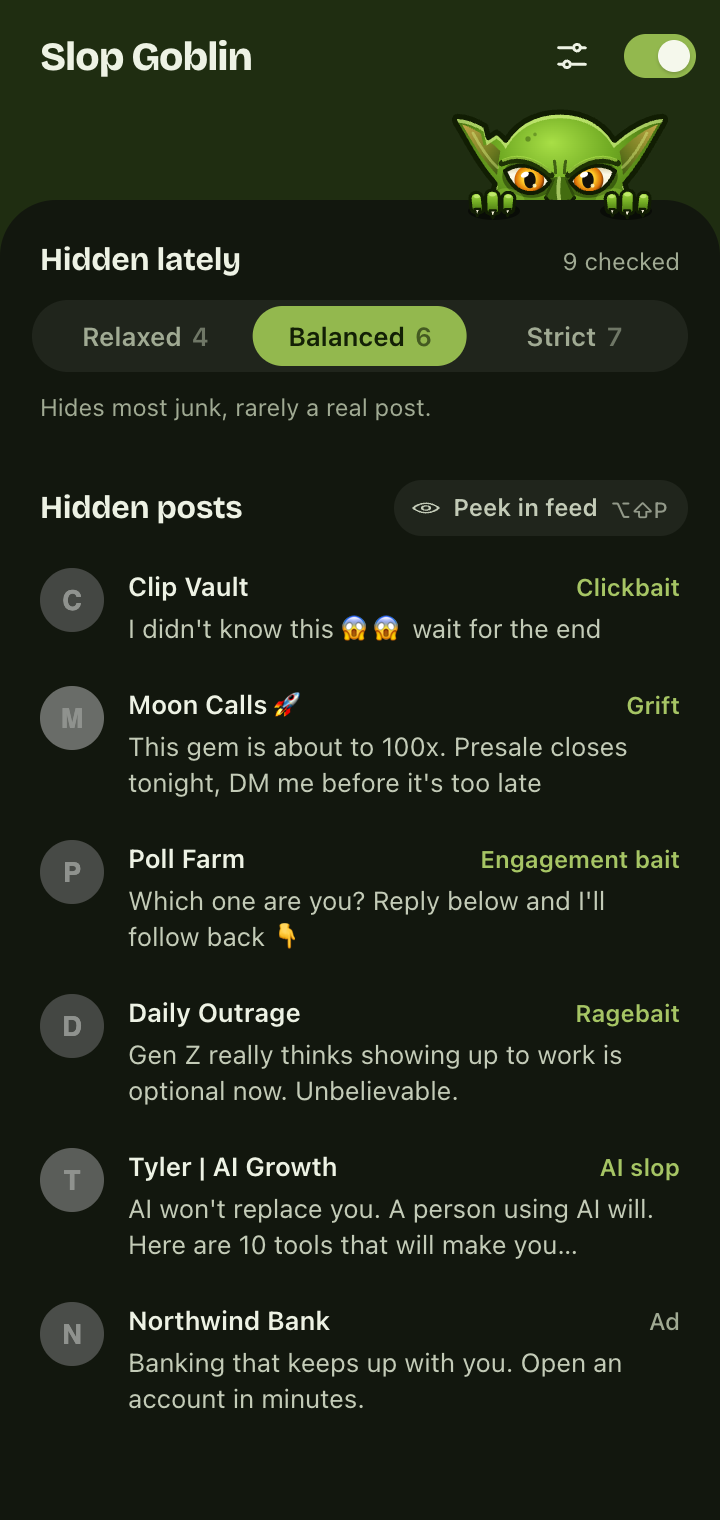 Slop Goblin
Hidden lately
9 checked
Relaxed 4
Balanced 6
Strict 7
Hides most junk, rarely a real post.
Hidden posts
Peek in feed ⌥⇧P
C
Clip Vault
Clickbait
I didn't know this 😱 😱 wait for the end
M
Moon Calls 🚀
Grift
This gem is about to 100x. Presale closes
tonight, DM me before it's too late
P
Poll Farm
Engagement bait
Which one are you? Reply below and I'll
follow back 👇
D
Daily Outrage
Ragebait
Gen Z really thinks showing up to work is
optional now. Unbelievable.
T
Tyler | AI Growth
AI slop
AI won't replace you. A person using AI will.
Here are 10 tools that will make you...
N
Northwind Bank
Ad
Banking that keeps up with you. Open an
account in minutes.